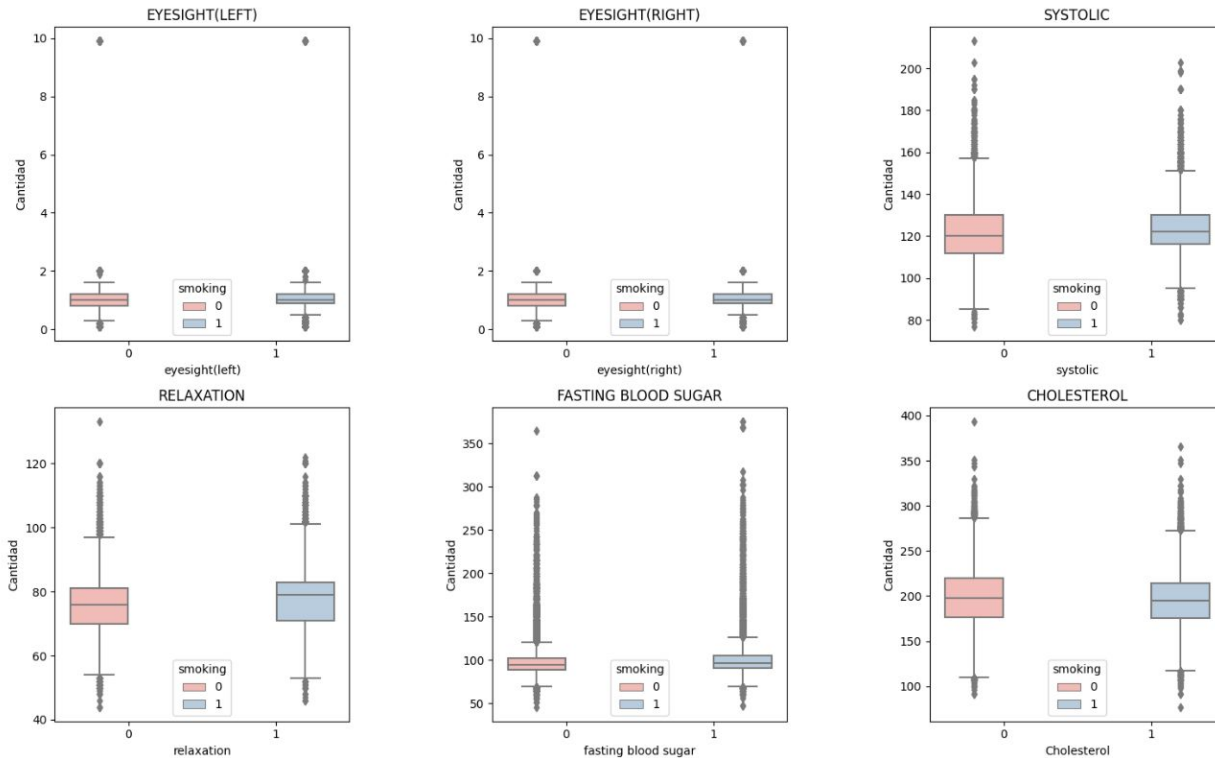 EYESIGHT(LEFT)
10
8
6
4
2
0
Cantidad
smoking
0
1
0 1
eyesight(left)
EYESIGHT(RIGHT)
10
8
6
4
2
0
Cantidad
smoking
0
1
0 1
eyesight(right)
SYSTOLIC
200
180
160
140
120
100
80
Cantidad
smoking
0
1
0 1
systolic
RELAXATION
120
100
80
60
40
Cantidad
smoking
0
1
0 1
relaxation
FASTING BLOOD SUGAR
350
300
250
200
150
100
50
Cantidad
smoking
0
1
0 1
fasting blood sugar
CHOLESTEROL
400
350
300
250
200
150
100
Cantidad
smoking
0
1
0 1
Cholesterol